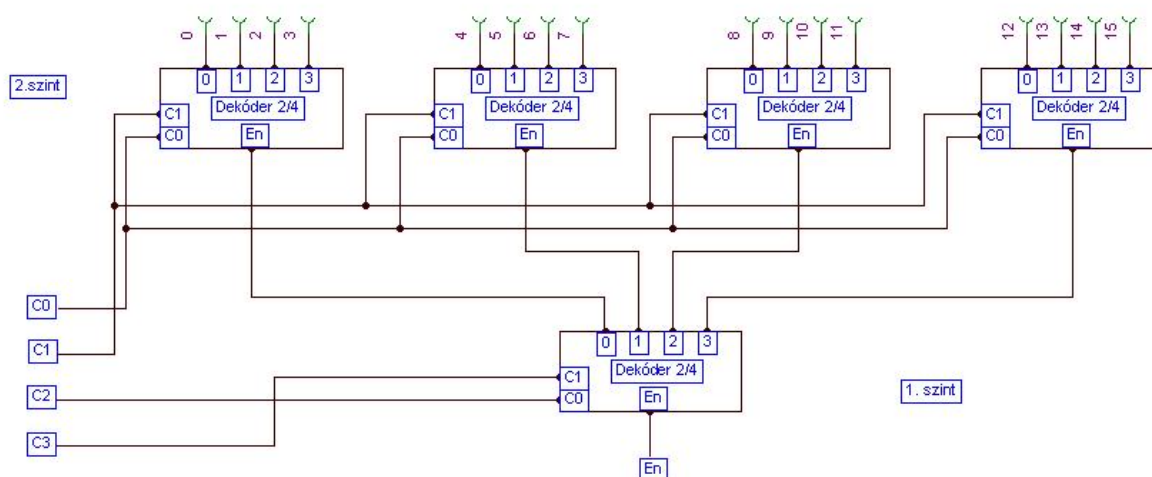 0 1 2 3 4 5 6 7 8 9 10 11 12 13 14 15
0 1 2 3 0 1 2 3 0 1 2 3 0 1 2 3
2.szint
Dekóder 2/4 Dekóder 2/4 Dekóder 2/4 Dekóder 2/4
C1 C1 C1 C1
C0 En C0 En C0 En C0 En
C0
C1
0 1 2 3
Dekóder 2/4
C1
C2 C0 En 1. szint
C3
En